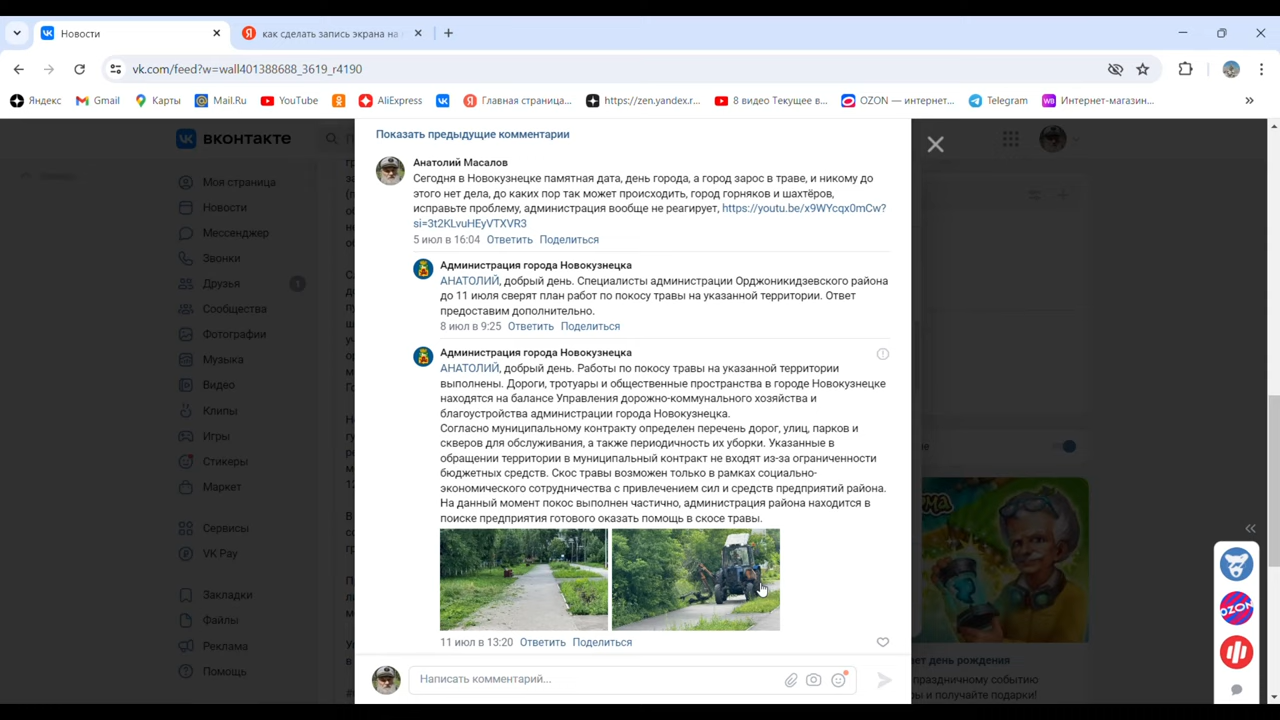 Новости
как сделать запись экрана на
vk.com/feed?w=wall401388688_3619_r4190
Яндекс
Gmail
Карты
Mail.Ru
YouTube
AliExpress
Главная страница...
https://zen.yandex.r...
8 видео Текущее в...
OZON — интернет...
Telegram
Интернет-магазин...
вконтакте
Моя страница
Новости
Мессенджер
Звонки
Друзья
1
Сообщества
Фотографии
Музыка
Видео
Клипы
Игры
Стикеры
Маркет
Сервисы
VK Pay
Закладки
Файлы
Реклама
Помощь
Показать предыдущие комментарии
Анатолий Масалов
Сегодня в Новокузнецке памятная дата, день города, а город зарос в траве, и никому до
этого нет дела, до каких пор так может происходить, город горняков и шахтёров,
исправьте проблему, администрация вообще не реагирует, https://youtu.be/x9WYcqx0mCw?
si=3t2KLvuHEyVTXVR3
5 июл в 16:04 Ответить Поделиться
Администрация города Новокузнецка
АНАТОЛИЙ, добрый день. Специалисты администрации Орджоникидзевского района
до 11 июля сверят план работ по покосу травы на указанной территории. Ответ
предоставим дополнительно.
8 июл в 9:25 Ответить Поделиться
Администрация города Новокузнецка
АНАТОЛИЙ, добрый день. Работы по покосу травы на указанной территории
выполнены. Дороги, тротуары и общественные пространства в городе Новокузнецке
находятся на балансе Управления дорожно-коммунального хозяйства и
благоустройства администрации города Новокузнецка.
Согласно муниципальному контракту определен перечень дорог, улиц, парков и
скверов для обслуживания, а также периодичность их уборки. Указанные в
обращении территории в муниципальный контракт не входят из-за ограниченности
бюджетных средств. Скос травы возможен только в рамках социально-
экономического сотрудничества с привлечением сил и средств предприятий района.
На данный момент покос выполнен частично, администрация района находится в
поиске предприятия готового оказать помощь в скосе травы.
11 июл в 13:20 Ответить Поделиться
Написать комментарий...
ет день рождения
праздничному событию
ры и получайте подарки!
OZON